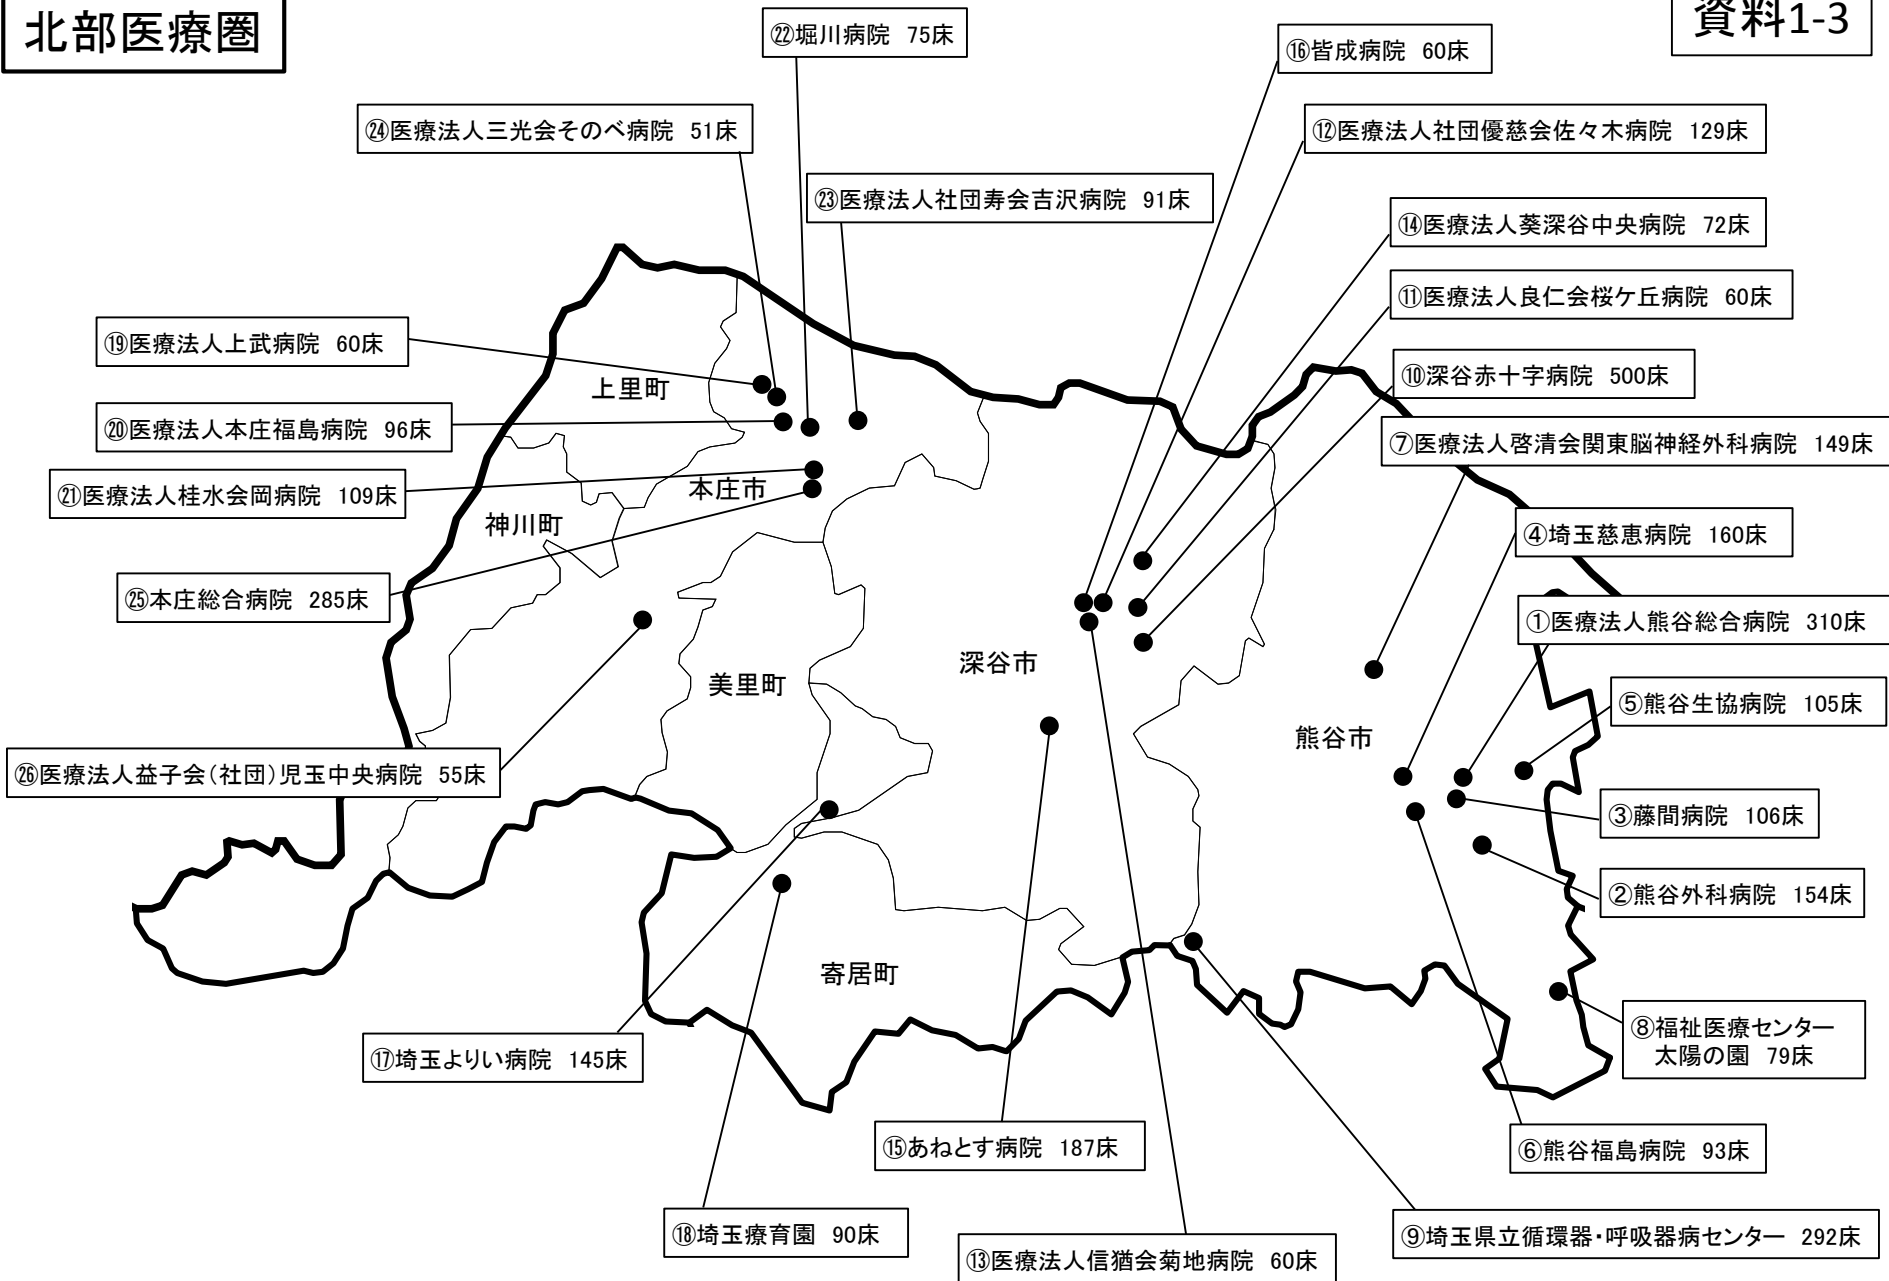 北部医療圏
資料1-3
㉒堀川病院 75床
⑯皆成病院 60床
㉔医療法人三光会そのべ病院 51床
⑫医療法人社団優慈会佐々木病院 129床
㉓医療法人社団寿会吉沢病院 91床
⑭医療法人葵深谷中央病院 72床
⑪医療法人良仁会桜ケ丘病院 60床
⑲医療法人上武病院 60床
⑩深谷赤十字病院 500床
上里町
⑳医療法人本庄福島病院 96床
⑦医療法人啓清会関東脳神経外科病院 149床
㉑医療法人桂水会岡病院 109床
本庄市
神川町
④埼玉慈恵病院 160床
㉕本庄総合病院 285床
①医療法人熊谷総合病院 310床
深谷市
美里町
⑤熊谷生協病院 105床
熊谷市
㉖医療法人益子会(社団)児玉中央病院 55床
③藤間病院 106床
②熊谷外科病院 154床
寄居町
⑧福祉医療センター
太陽の園 79床
⑰埼玉よりい病院 145床
⑮あねとす病院 187床
⑥熊谷福島病院 93床
⑱埼玉療育園 90床
⑨埼玉県立循環器・呼吸器病センター 292床
⑬医療法人信猶会菊地病院 60床